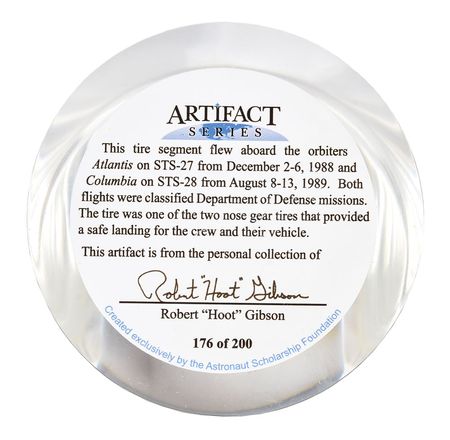 ARTIFACT
SERIES
This tire segment flew aboard the orbiters
Atlantis on STS-27 from December 2-6, 1988 and
Columbia on STS-28 from August 8-13, 1989. Both
flights were classified Department of Defense missions.
The tire was one of the two nose gear tires that provided
a safe landing for the crew and their vehicle.
This artifact is from the personal collection of
Robert "Hoot" Gibson
Robert "Hoot" Gibson
176 of 200
Created exclusively by the Astronaut Scholarship Foundation